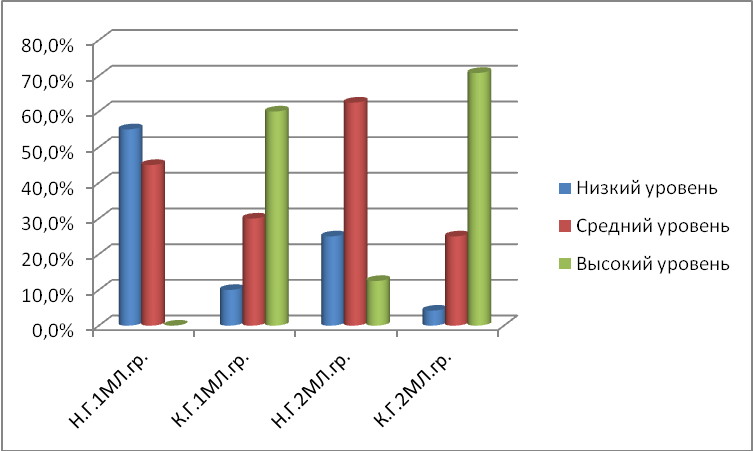 80,0%
70,0%
60,0%
50,0%
40,0%
30,0%
20,0%
10,0%
0,0%
Н.Г.1МЛ.гр.
К.Г.1МЛ.гр.
Н.Г.2МЛ.гр.
К.Г.2МЛ.гр.
Низкий уровень
Средний уровень
Высокий уровень